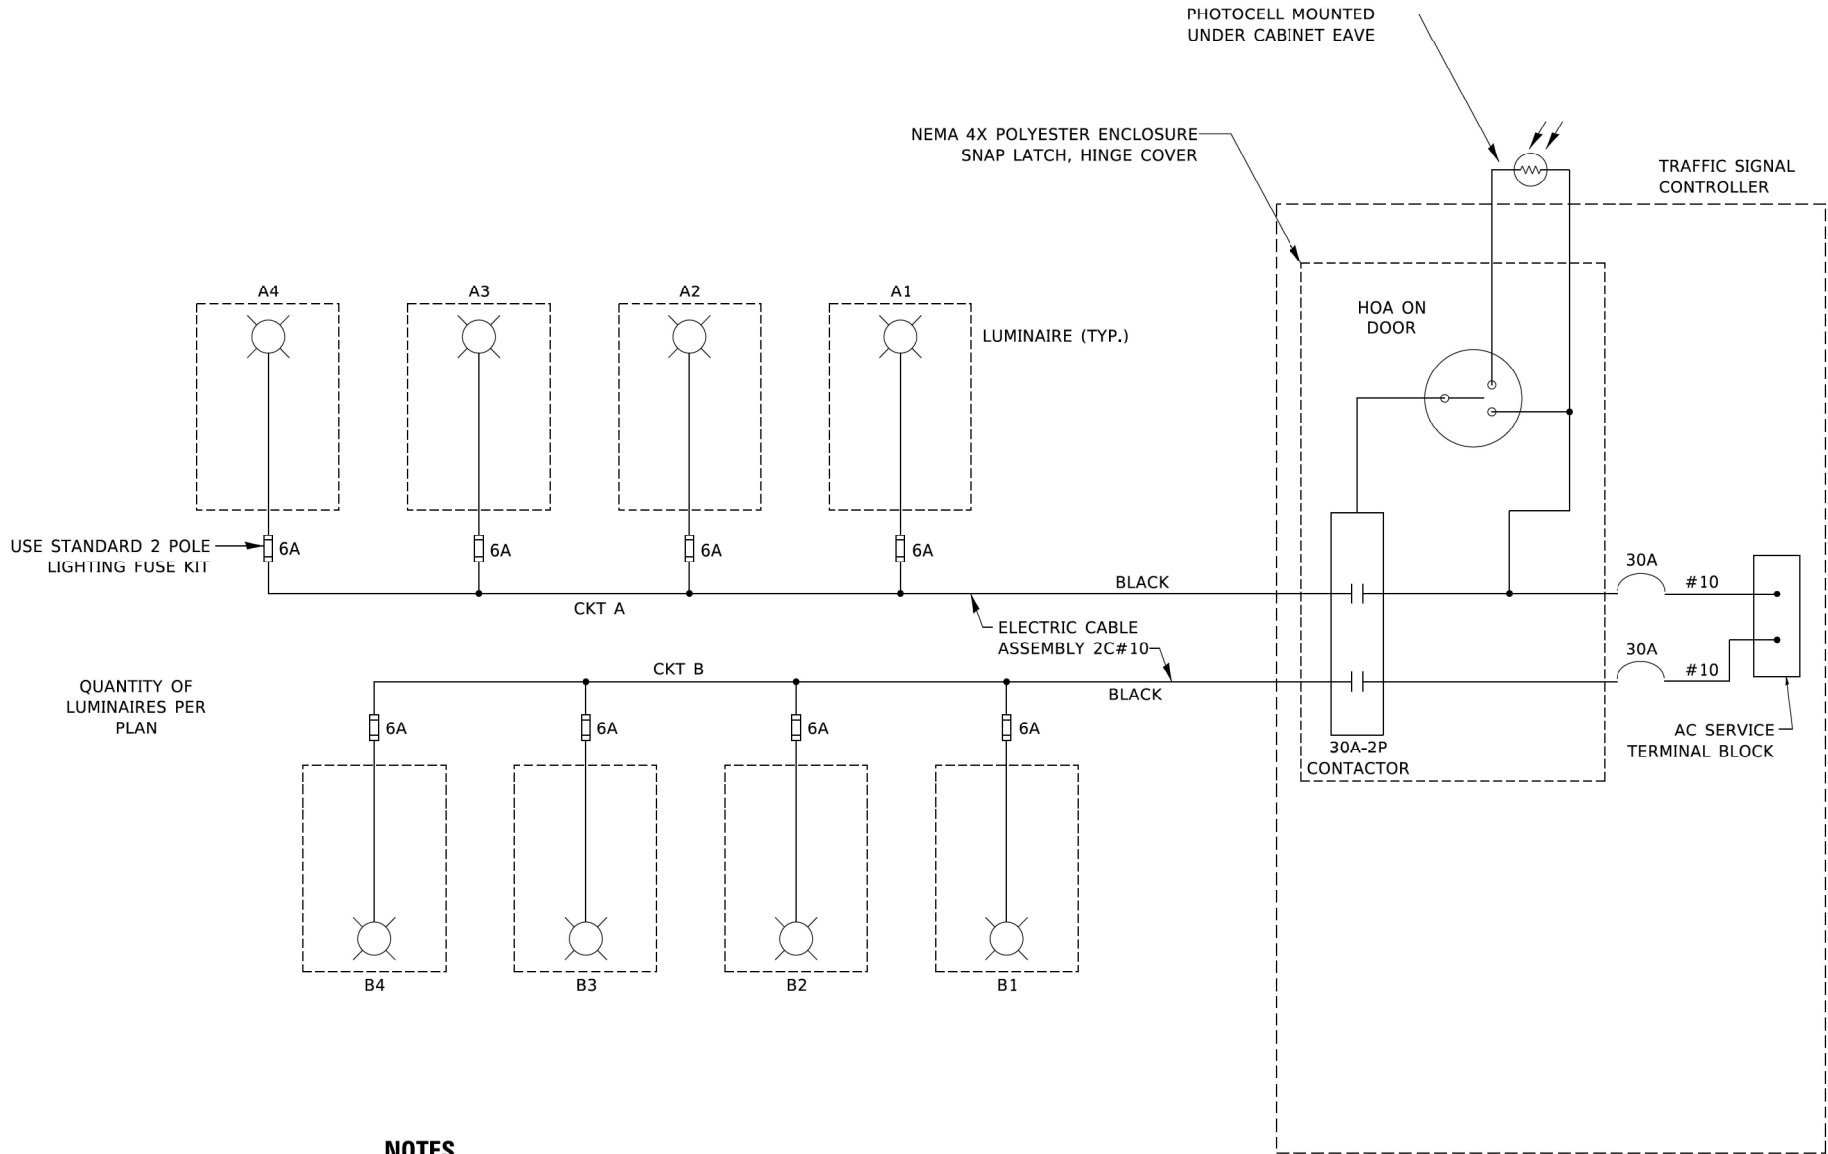 PHOTOCELL MOUNTED
UNDER CABINET EAVE
NEMA 4X POLYESTER ENCLOSURE
SNAP LATCH, HINGE COVER
TRAFFIC SIGNAL
CONTROLLER
HOA ON
DOOR
A4
A3
A2
A1
LUMINAIRE (TYP.)
USE STANDARD 2 POLE
LIGHTING FUSE KIT
6A
6A
6A
6A
BLACK
CKT A
30A
#10
ELECTRIC CABLE
ASSEMBLY 2C#10
CKT B
BLACK
30A
#10
QUANTITY OF
LUMINAIRES PER
PLAN
6A
6A
6A
6A
30A-2P
CONTACTOR
AC SERVICE
TERMINAL BLOCK
B4
B3
B2
B1
NOTES